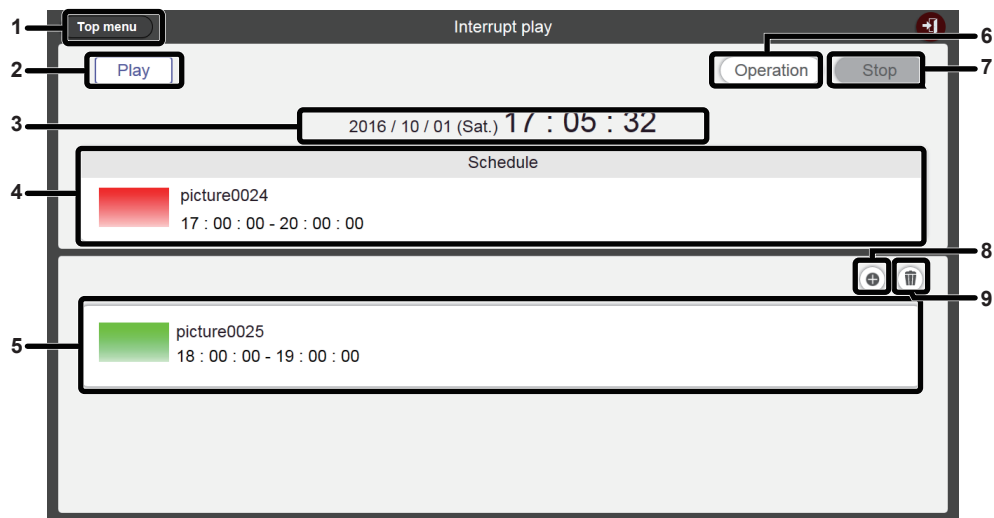 1 Top menu Interrupt play 6
2 Play Operation Stop 7
3 2016 / 10 / 01 (Sat.) 17 : 05 : 32
Schedule
4 picture0024
17 : 00 : 00 - 20 : 00 : 00
8
9
picture0025
5 18 : 00 : 00 - 19 : 00 : 00